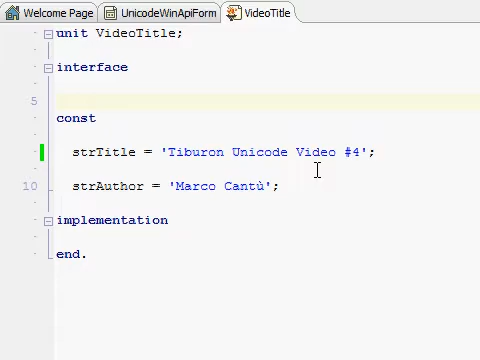 Welcome Page UnicodeWinApiForm VideoTitle
unit VideoTitle;
interface
5
const
strTitle = 'Tiburon Unicode Video #4';
10 strAuthor = 'Marco Cantù';
implementation
end.